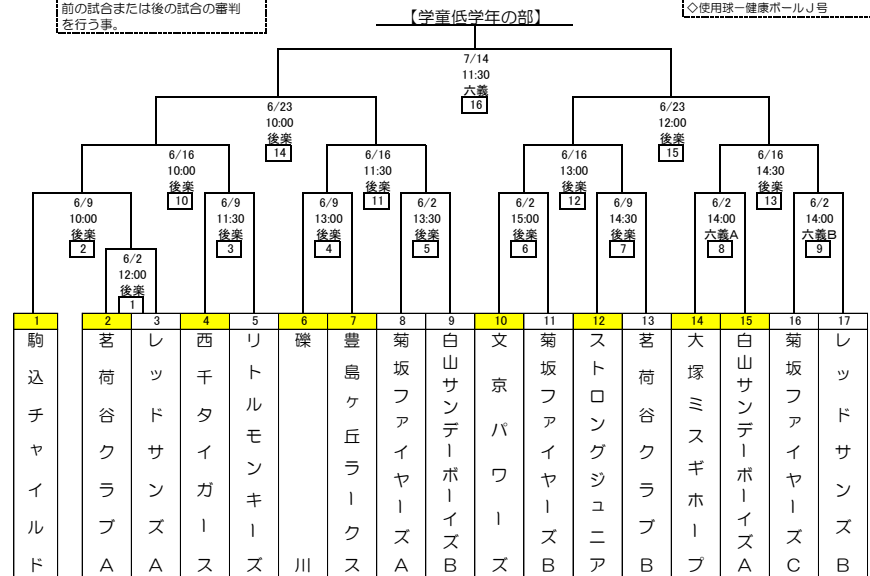 前の試合または後の試合の審判
を行う事。
【学童低学年の部】
◇使用球ー健康ボールJ号
7/14
11:30
六義
16
6/23
10:00
後楽
14
6/23
12:00
後楽
15
6/16
10:00
後楽
10
6/16
11:30
後楽
11
6/16
13:00
後楽
12
6/16
14:30
後楽
13
6/9
10:00
後楽
2
6/9
11:30
後楽
3
6/9
13:00
後楽
4
6/2
13:30
後楽
5
6/2
15:00
後楽
6
6/9
14:30
後楽
7
6/2
14:00
六義A
8
6/2
14:00
六義B
9
6/2
12:00
後楽
1
1 2 3 4 5 6 7 8 9 10 11 12 13 14 15 16 17
駒込チャイルド
茗荷谷クラブA
レッドサンズA
西千タイガース
リトルモンキーズ
礫川
豊島ヶ丘ラークス
菊坂ファイヤーズA
白山サンデーボーイズB
文京パワーズ
菊坂ファイヤーズB
ストロングジュニア
茗荷谷クラブB
大塚ミスギホープ
白山サンデーボーイズA
菊坂ファイヤーズC
レッドサンズB